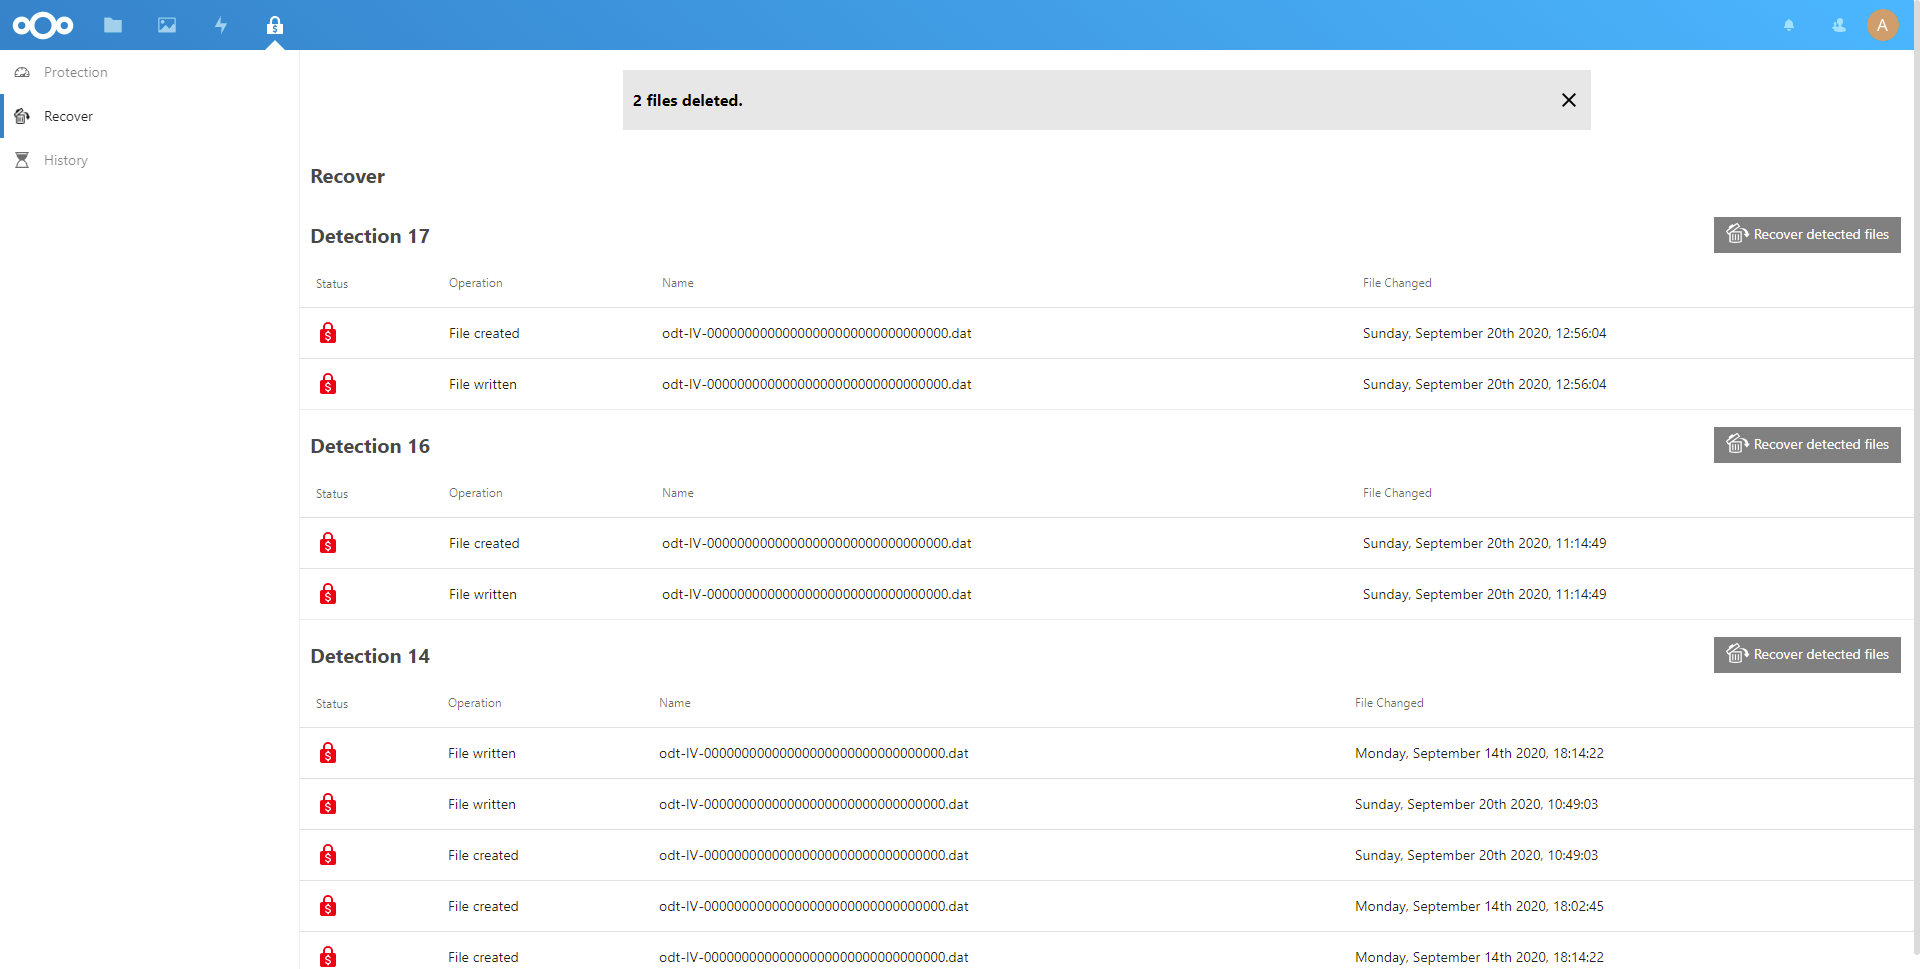 A
Protection
Recover
History
2 files deleted.
Recover
Detection 17
Recover detected files
Status Operation Name File Changed
File created odt-IV-00000000000000000000000000000000.dat Sunday, September 20th 2020, 12:56:04
File written odt-IV-00000000000000000000000000000000.dat Sunday, September 20th 2020, 12:56:04
Detection 16
Recover detected files
Status Operation Name File Changed
File created odt-IV-00000000000000000000000000000000.dat Sunday, September 20th 2020, 11:14:49
File written odt-IV-00000000000000000000000000000000.dat Sunday, September 20th 2020, 11:14:49
Detection 14
Recover detected files
Status Operation Name File Changed
File written odt-IV-00000000000000000000000000000000.dat Monday, September 14th 2020, 18:14:22
File written odt-IV-00000000000000000000000000000000.dat Sunday, September 20th 2020, 10:49:03
File created odt-IV-00000000000000000000000000000000.dat Sunday, September 20th 2020, 10:49:03
File created odt-IV-00000000000000000000000000000000.dat Monday, September 14th 2020, 18:02:45
File created odt-IV-00000000000000000000000000000000.dat Monday, September 14th 2020, 18:14:22